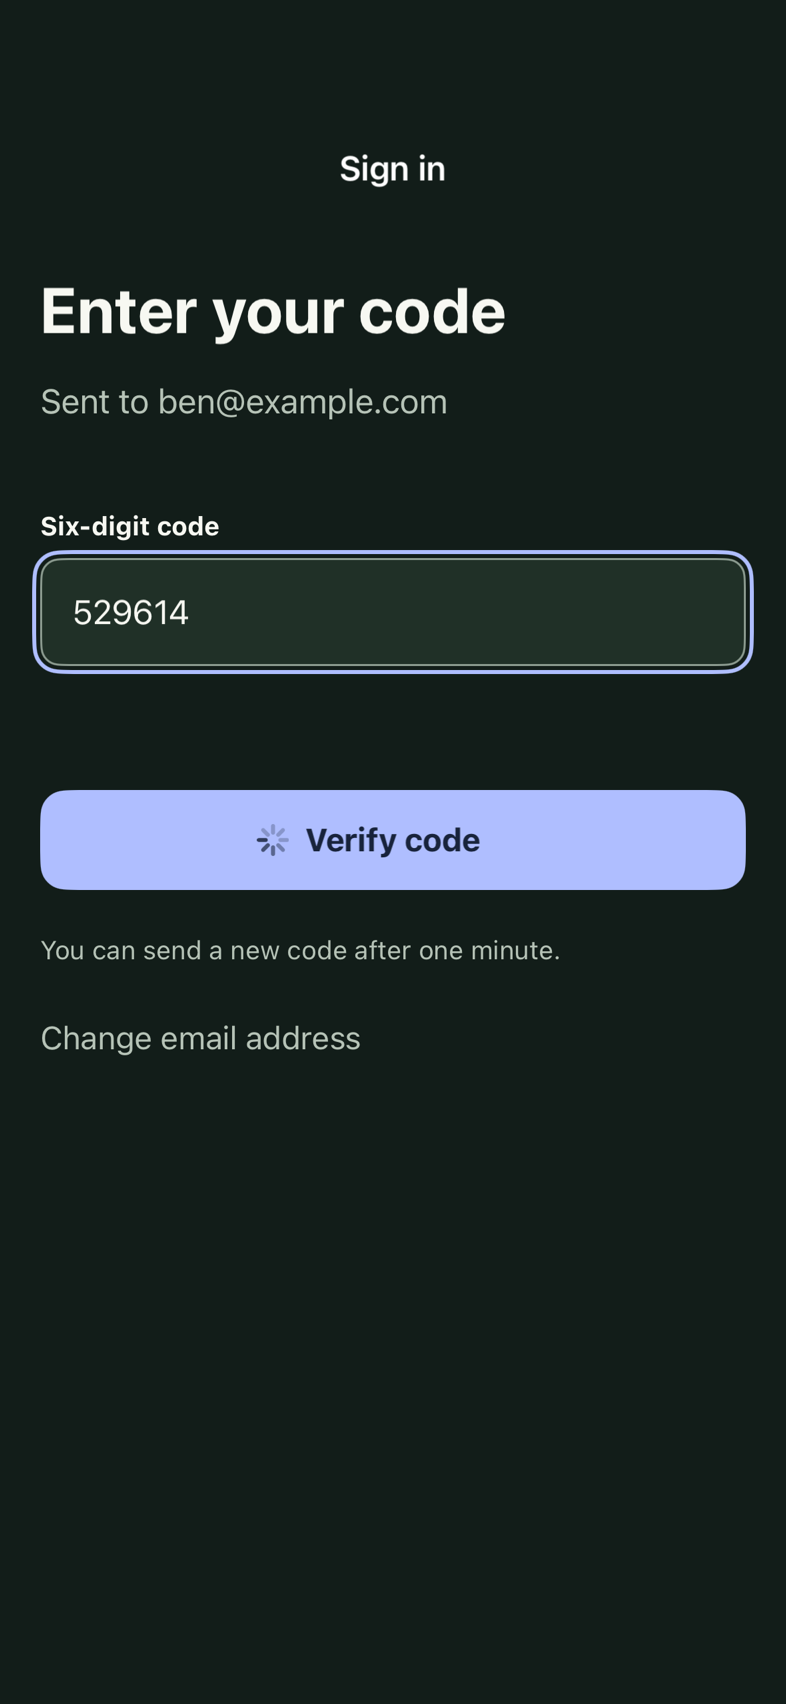 Sign in
Enter your code
Sent to ben@example.com
Six-digit code
529614
Verify code
You can send a new code after one minute.
Change email address